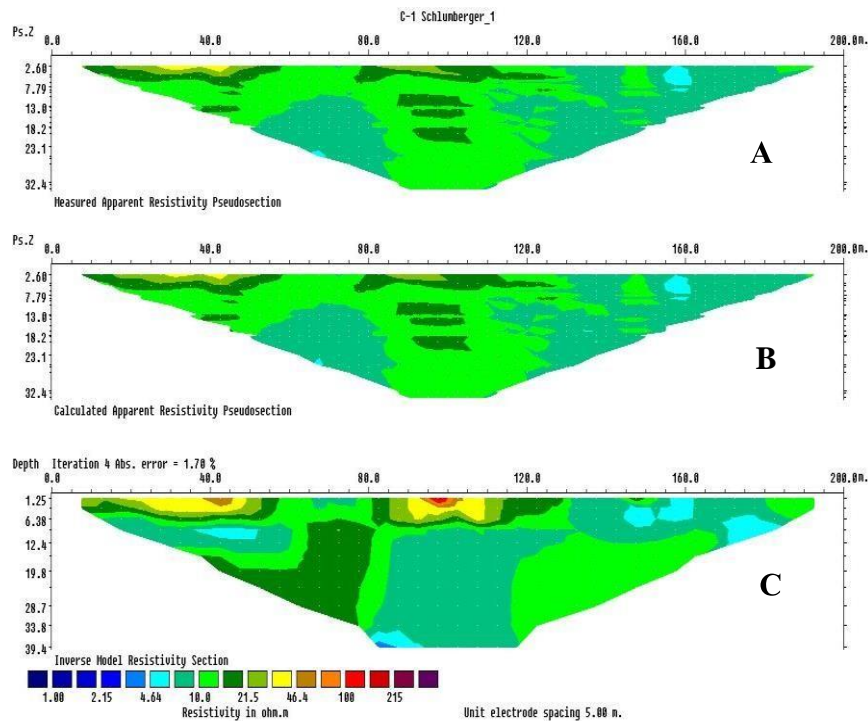 C-1 Schlumberger_1
Ps.Z
0.0 40.0 80.0 120.0 160.0 200.0m.
2.60
7.79
13.0
18.2
23.1
32.4
A
Measured Apparent Resistivity Pseudosection
Ps.Z
0.0 40.0 80.0 120.0 160.0 200.0m.
2.60
7.79
13.0
18.2
23.1
32.4
B
Calculated Apparent Resistivity Pseudosection
Depth Iteration 4 Abs. error = 1.70 %
0.0 40.0 80.0 120.0 160.0 200.0m.
1.25
6.38
12.4
19.8
28.7
33.8
39.4
C
Inverse Model Resistivity Section
1.00 2.15 4.64 10.0 21.5 46.4 100 215
Resistivity in ohm.m Unit electrode spacing 5.00 m.